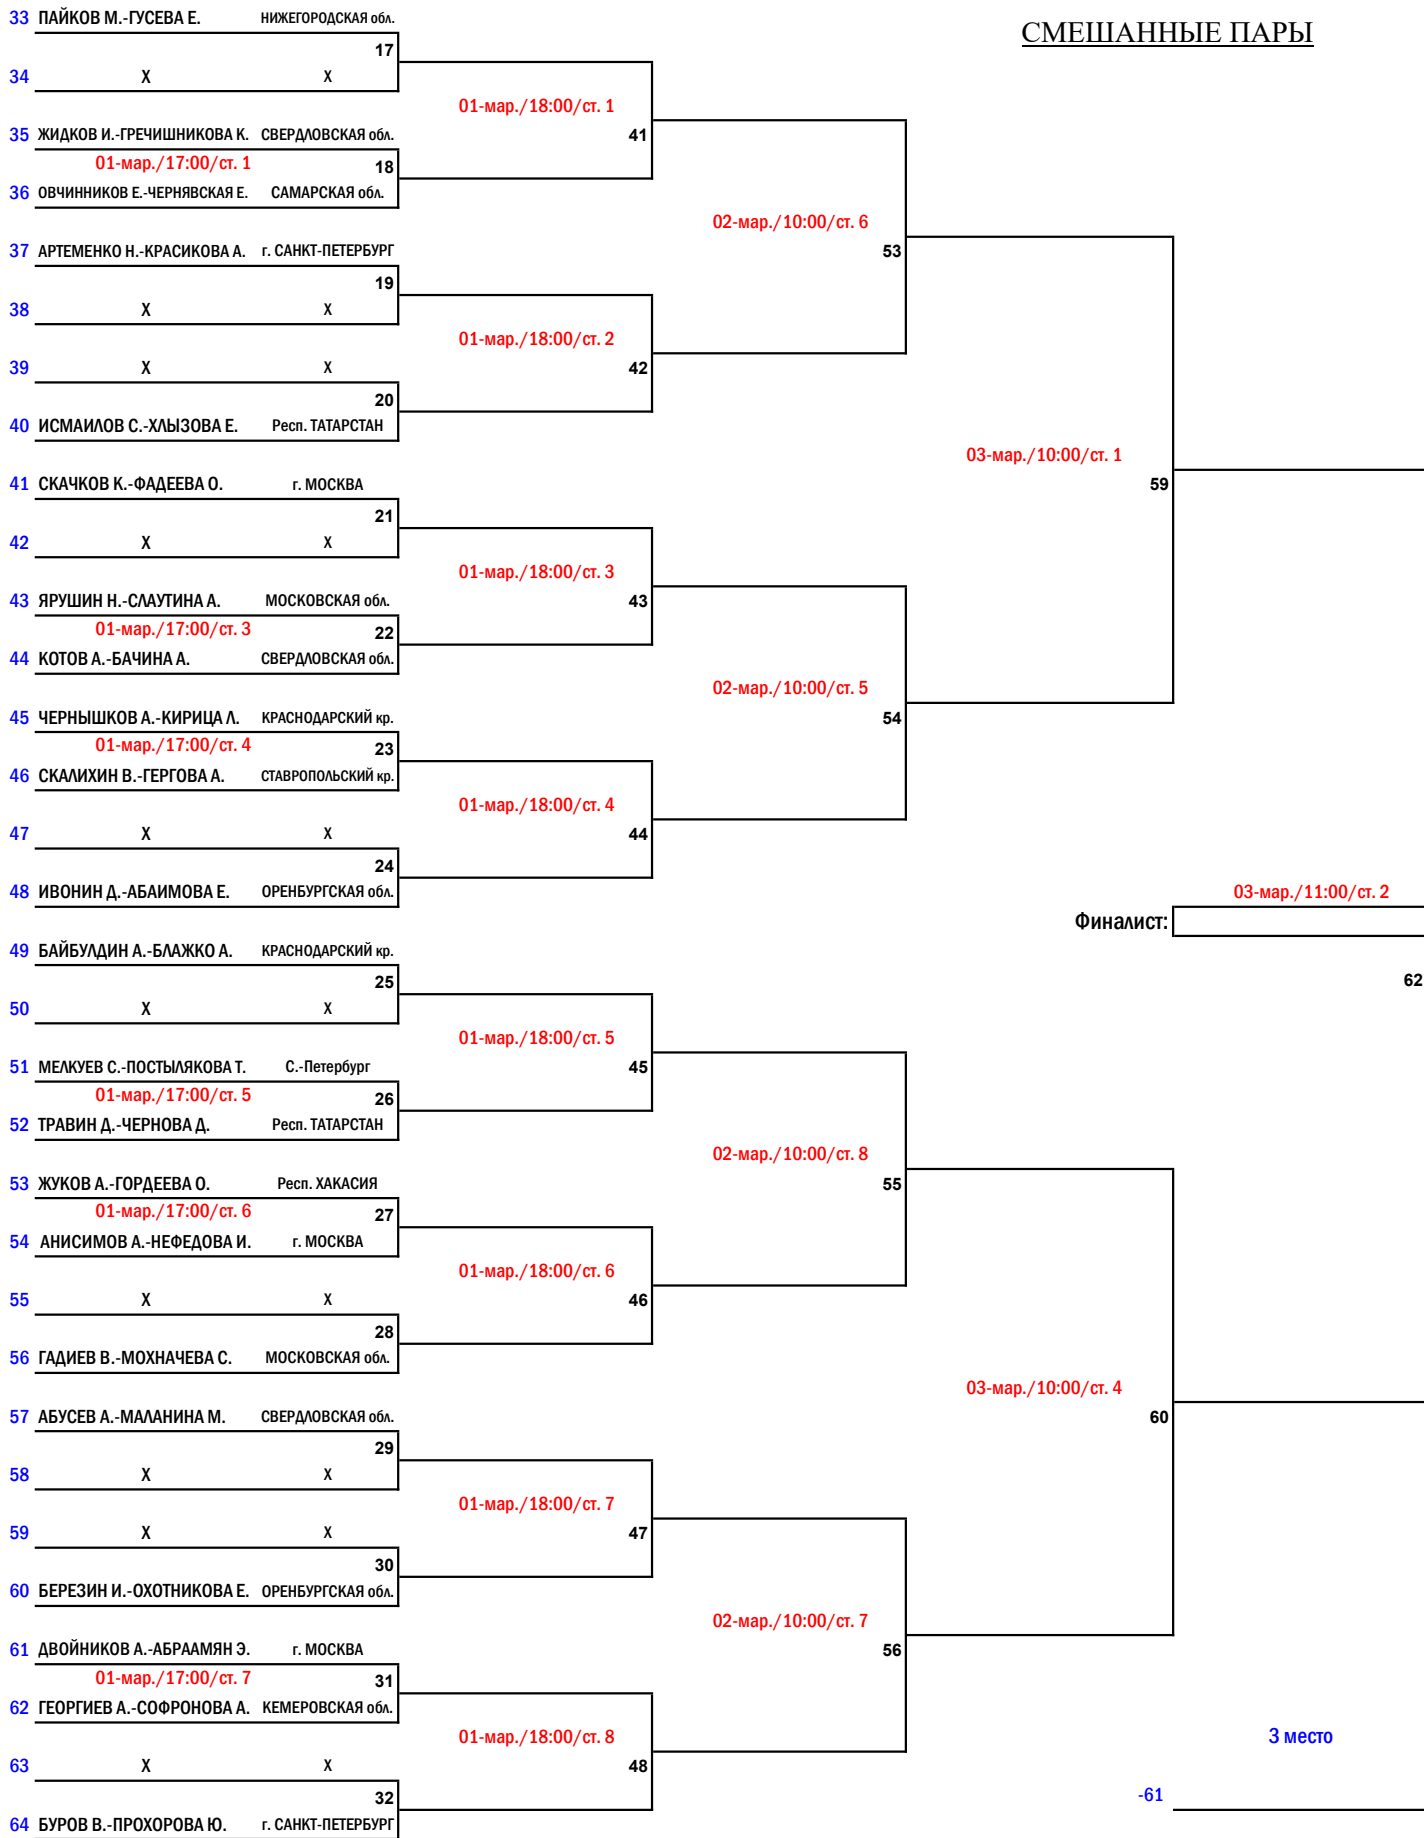 33 ПАЙКОВ М.-ГУСЕВА Е. НИЖЕГОРОДСКАЯ обл.
СМЕШАННЫЕ ПАРЫ
17
34 X X
01-мар./18:00/ст. 1
35 ЖИДКОВ И.-ГРЕЧИШНИКОВА К. СВЕРДЛОВСКАЯ обл. 41
01-мар./17:00/ст. 1 18
36 ОВЧИННИКОВ Е.-ЧЕРНЯВСКАЯ Е. САМАРСКАЯ обл.
02-мар./10:00/ст. 6
37 АРТЕМЕНКО Н.-КРАСИКОВА А. г. САНКТ-ПЕТЕРБУРГ 53
19
38 X X
01-мар./18:00/ст. 2
39 X X 42
20
40 ИСМАИЛОВ С.-ХЛЫЗОВА Е. Респ. ТАТАРСТАН
03-мар./10:00/ст. 1
41 СКАЧКОВ К.-ФАДЕЕВА О. г. МОСКВА 59
21
42 X X
01-мар./18:00/ст. 3
43 ЯРУШИН Н.-СЛАУТИНА А. МОСКОВСКАЯ обл. 43
01-мар./17:00/ст. 3 22
44 КОТОВ А.-БАЧИНА А. СВЕРДЛОВСКАЯ обл.
02-мар./10:00/ст. 5
45 ЧЕРНЫШКОВ А.-КИРИЦА Л. КРАСНОДАРСКИЙ кр. 54
01-мар./17:00/ст. 4 23
46 СКАЛИХИН В.-ГЕРГОВА А. СТАВРОПОЛЬСКИЙ кр.
01-мар./18:00/ст. 4
47 X X 44
24
48 ИВОНИН Д.-АБАИМОВА Е. ОРЕНБУРГСКАЯ обл. 03-мар./11:00/ст. 2
Финалист:
49 БАЙБУЛДИН А.-БЛАЖКО А. КРАСНОДАРСКИЙ кр.
25 62
50 X X
01-мар./18:00/ст. 5
51 МЕЛКУЕВ С.-ПОСТЫЛЯКОВА Т. С.-Петербург 45
01-мар./17:00/ст. 5 26
52 ТРАВИН Д.-ЧЕРНОВА Д. Респ. ТАТАРСТАН
02-мар./10:00/ст. 8
53 ЖУКОВ А.-ГОРДЕЕВА О. Респ. ХАКАСИЯ 55
01-мар./17:00/ст. 6 27
54 АНИСИМОВ А.-НЕФЕДОВА И. г. МОСКВА
01-мар./18:00/ст. 6
55 X X 46
28
56 ГАДИЕВ В.-МОХНАЧЕВА С. МОСКОВСКАЯ обл.
03-мар./10:00/ст. 4
57 АБУСЕВ А.-МАЛАНИНА М. СВЕРДЛОВСКАЯ обл. 60
29
58 X X
01-мар./18:00/ст. 7
59 X X 47
30
60 БЕРЕЗИН И.-ОХОТНИКОВА Е. ОРЕНБУРГСКАЯ обл.
02-мар./10:00/ст. 7
61 ДВОЙНИКОВ А.-АБРААМЯН Э. г. МОСКВА 56
01-мар./17:00/ст. 7 31
62 ГЕОРГИЕВ А.-СОФРОНОВА А. КЕМЕРОВСКАЯ обл.
01-мар./18:00/ст. 8 3 место
63 X X 48
32 -61
64 БУРОВ В.-ПРОХОРОВА Ю. г. САНКТ-ПЕТЕРБУРГ